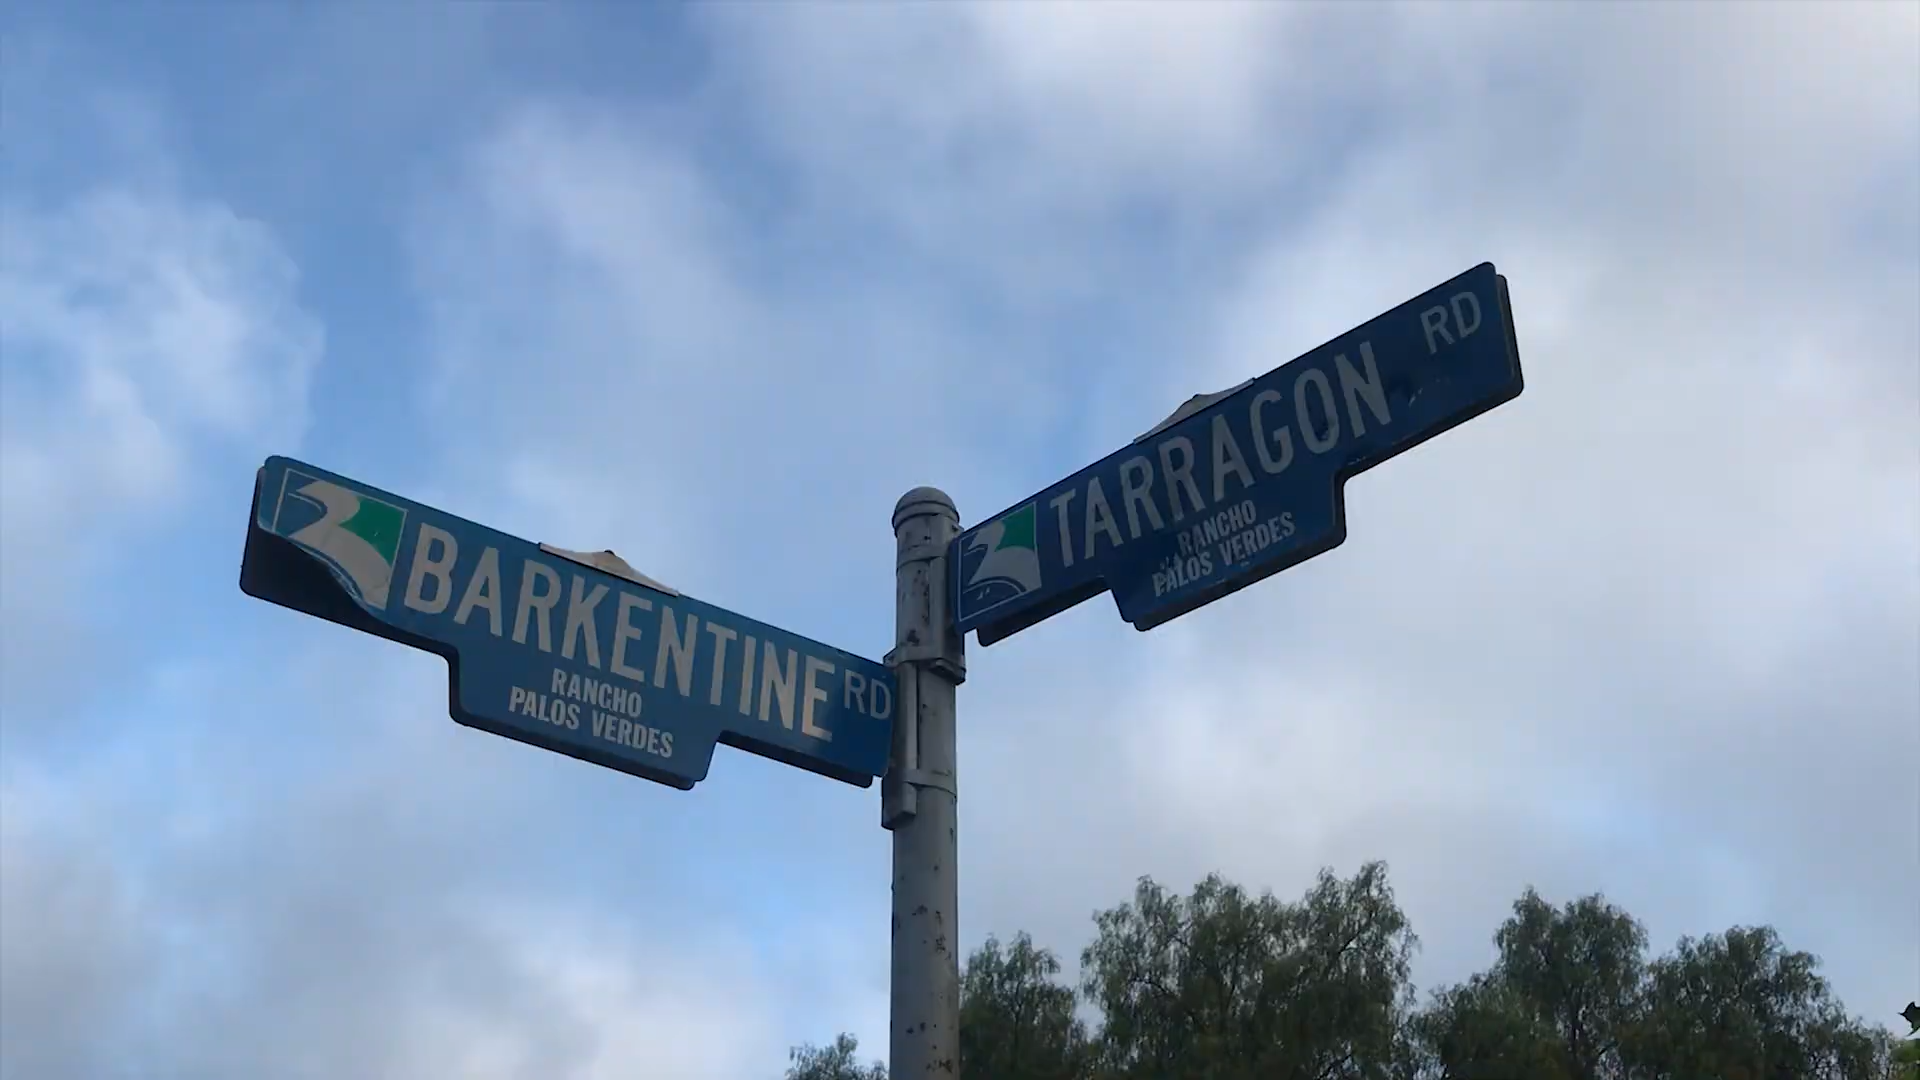 BARKENTINE RD
RANCHO
PALOS VERDES
TARRAGON RD
RANCHO
PALOS VERDES